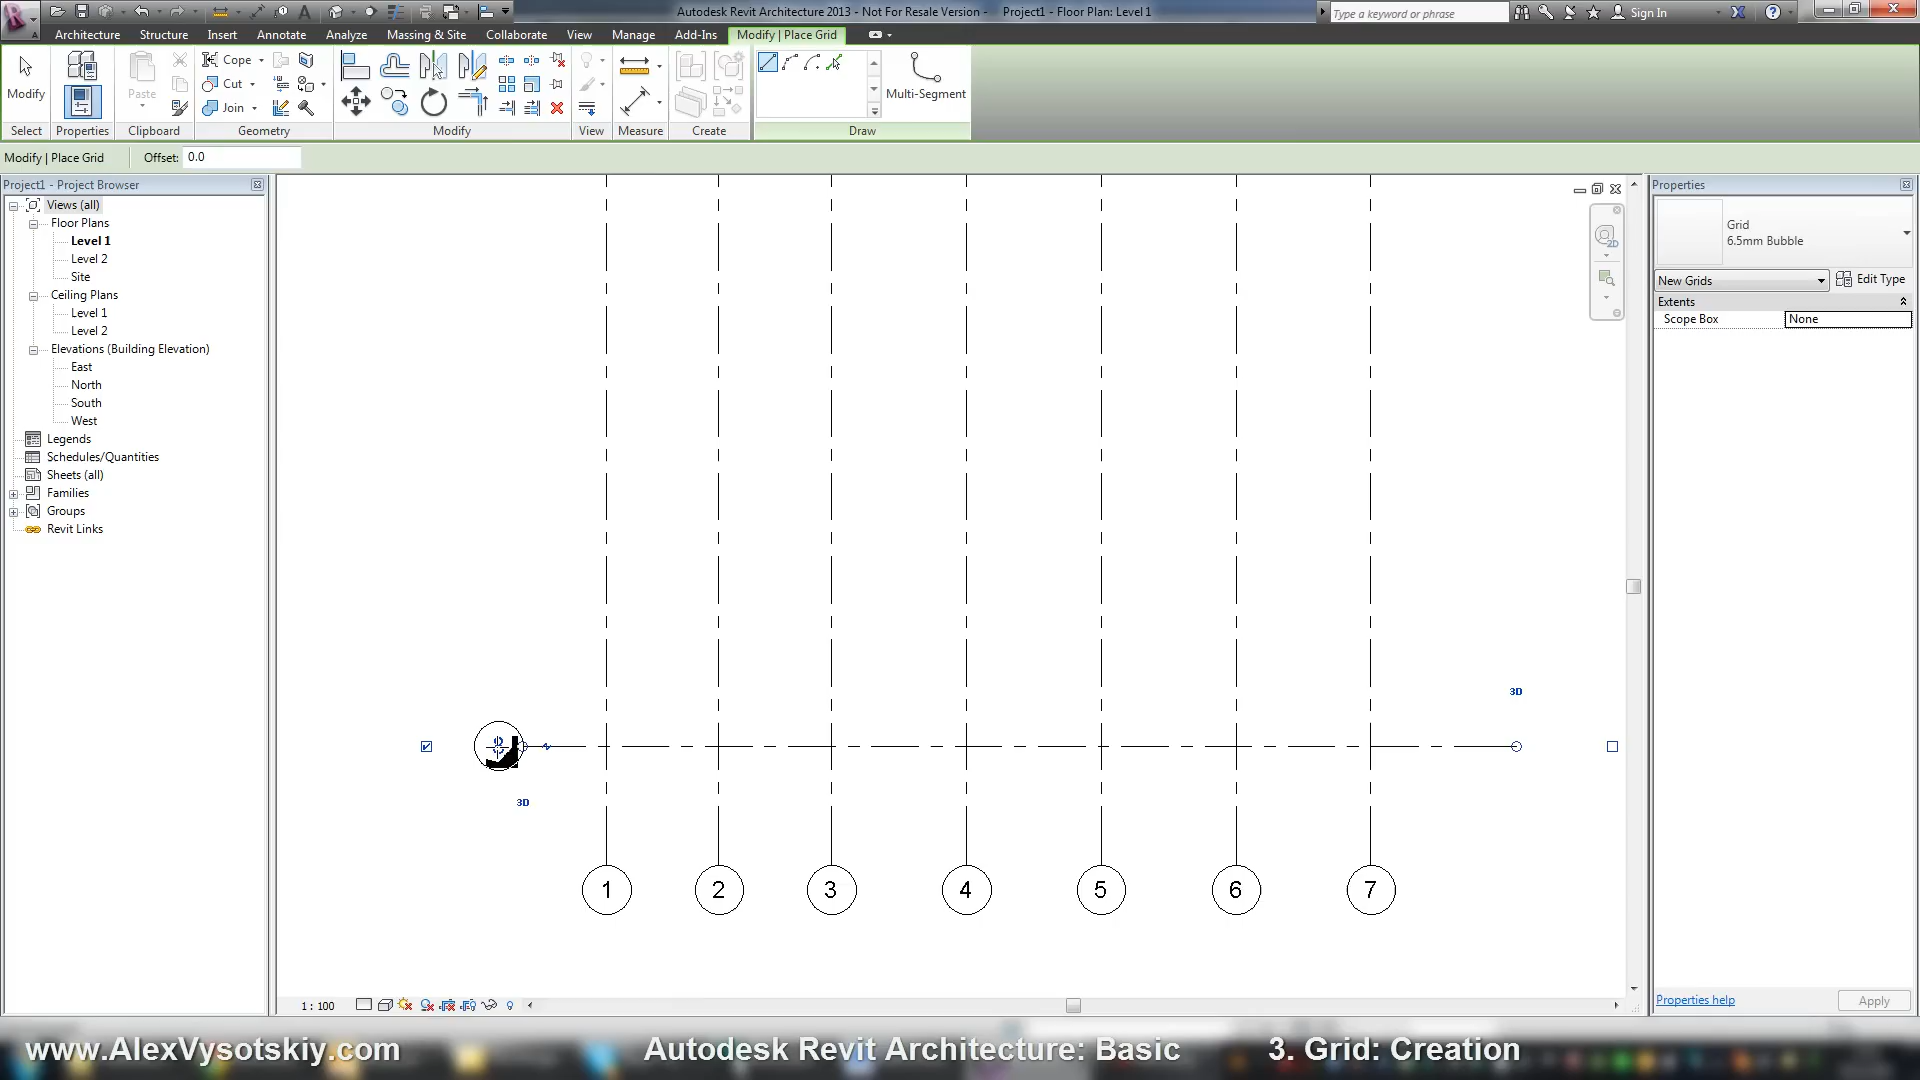 Autodesk Revit Architecture 2013 - Not For Resale Version - Project1 - Floor Plan: Level 1
Type a keyword or phrase
Sign In
Architecture Structure Insert Annotate Analyze Massing & Site Collaborate View Manage Add-Ins Modify | Place Grid
Modify
Paste
Cope
Cut
Join
Multi-Segment
Select Properties Clipboard Geometry Modify View Measure Create Draw
Modify | Place Grid Offset: 0.0
Project1 - Project Browser
Views (all)
Floor Plans
Level 1
Level 2
Site
Ceiling Plans
Level 1
Level 2
Elevations (Building Elevation)
East
North
South
West
Legends
Schedules/Quantities
Sheets (all)
Families
Groups
Revit Links
2D
3D
3D
1 2 3 4 5 6 7
1 : 100
Properties
Grid
6.5mm Bubble
New Grids
Edit Type
Extents
Scope Box None
Properties help
Apply
www.AlexVysotskiy.com Autodesk Revit Architecture: Basic 3. Grid: Creation